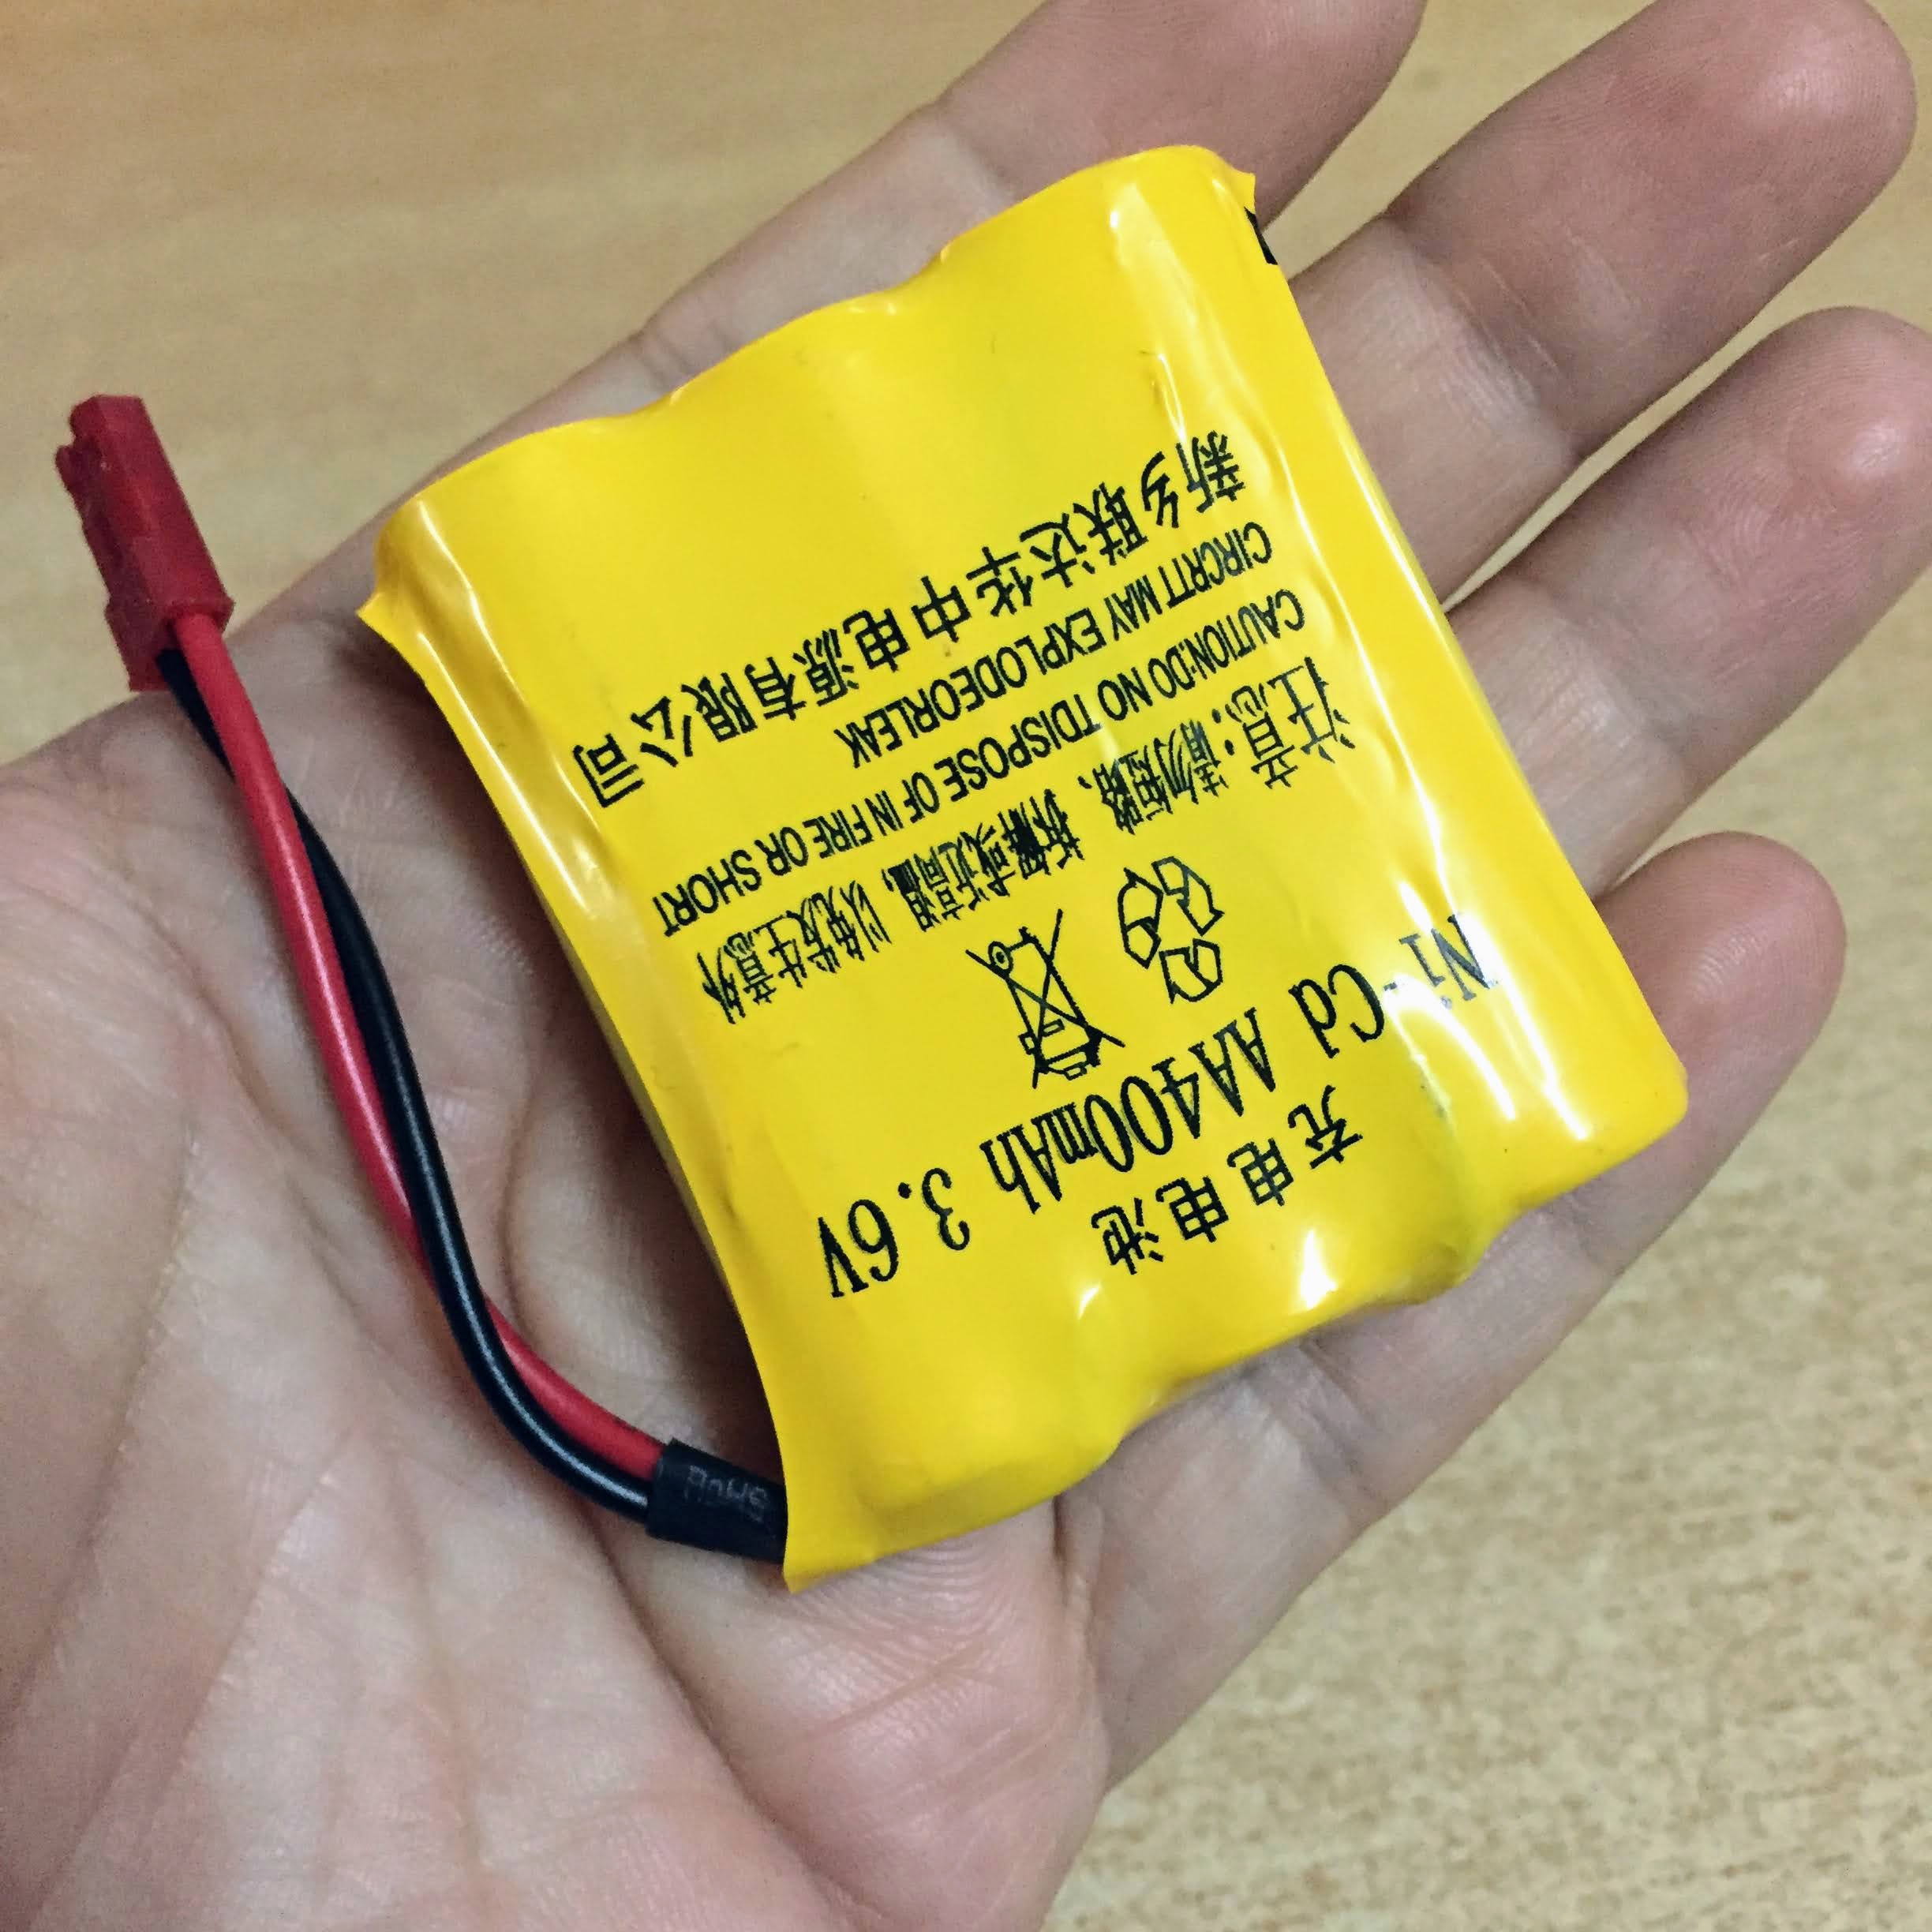 充电电池
Ni-Cd AA400mAh 3.6V
注意:请勿短路、拆解或近高温,以免发生意外
CAUTION:DO NO TDISPOSE OF IN FIRE OR SHORT
CIRCRTT MAY EXPLODEORLEAK
新乡联达华中电源有限公司
RoHS